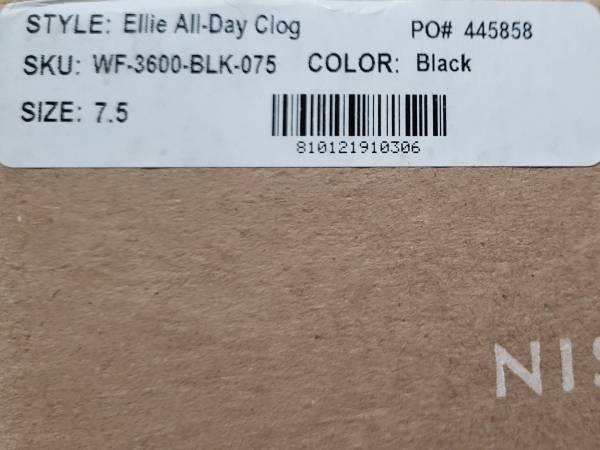 STYLE: Ellie All-Day Clog PO# 445858
SKU: WF-3600-BLK-075 COLOR: Black
SIZE: 7.5
810121910306
NIS